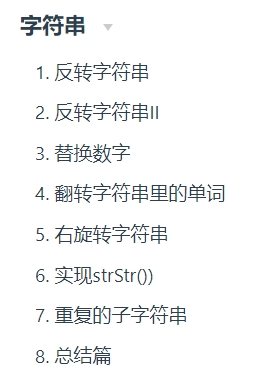 字符串
1. 反转字符串
2. 反转字符串II
3. 替换数字
4. 翻转字符串里的单词
5. 右旋转字符串
6. 实现strStr())
7. 重复的子字符串
8. 总结篇